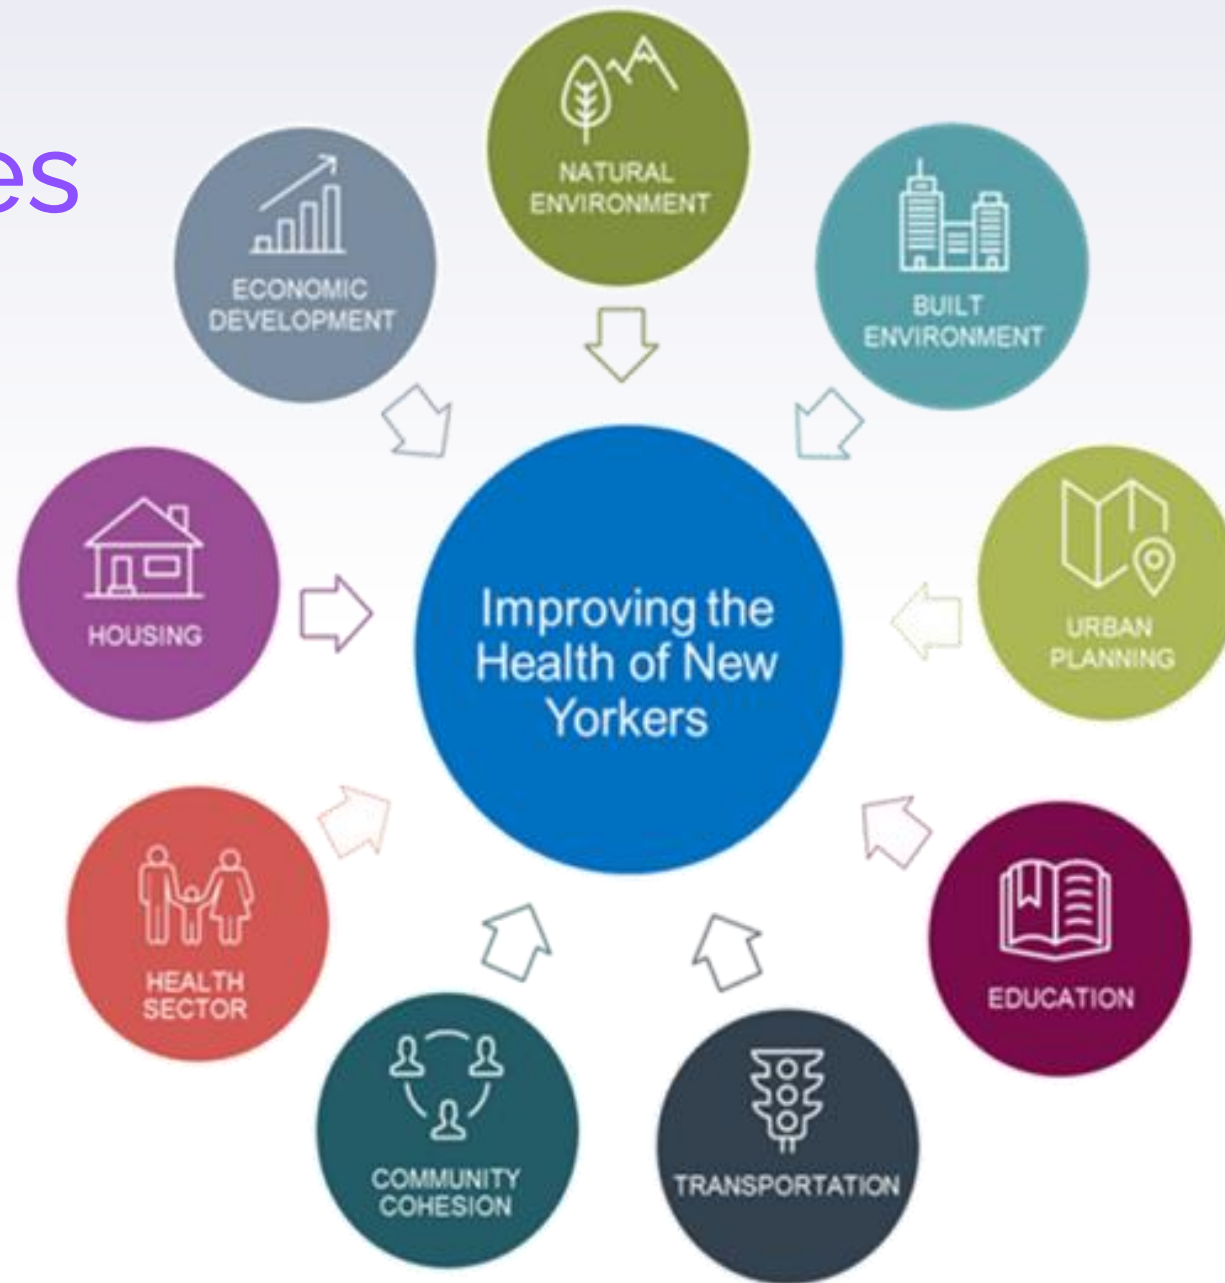 es
NATURAL
ENVIRONMENT
ECONOMIC
DEVELOPMENT
BUILT
ENVIRONMENT
HOUSING
Improving the
Health of New
Yorkers
URBAN
PLANNING
HEALTH
SECTOR
EDUCATION
COMMUNITY
COHESION
TRANSPORTATION